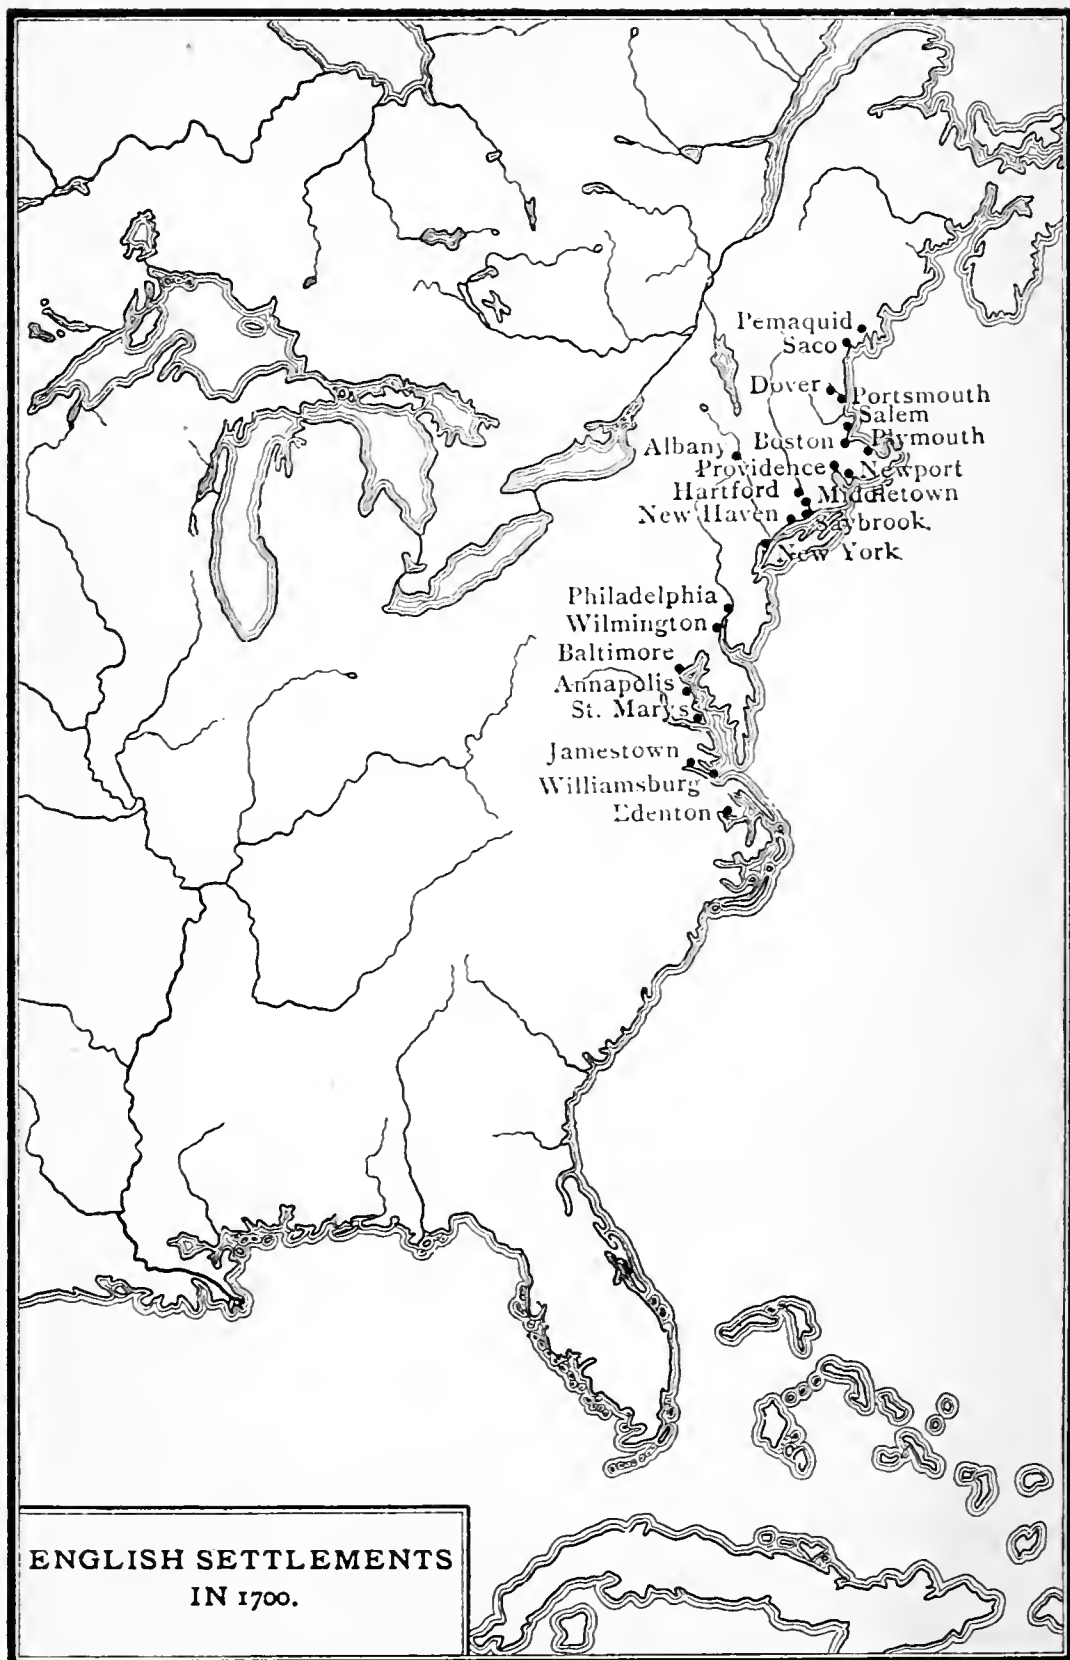 Pemaquid
Saco
Dover
Portsmouth
Salem
Albany
Boston
Plymouth
Providence
Newport
Hartford
Middletown
New Haven
Saybrook.
New York
Philadelphia
Wilmington
Baltimore
Annapolis
St. Mary's
Jamestown
Williamsburg
Edenton
ENGLISH SETTLEMENTS
IN 1700.